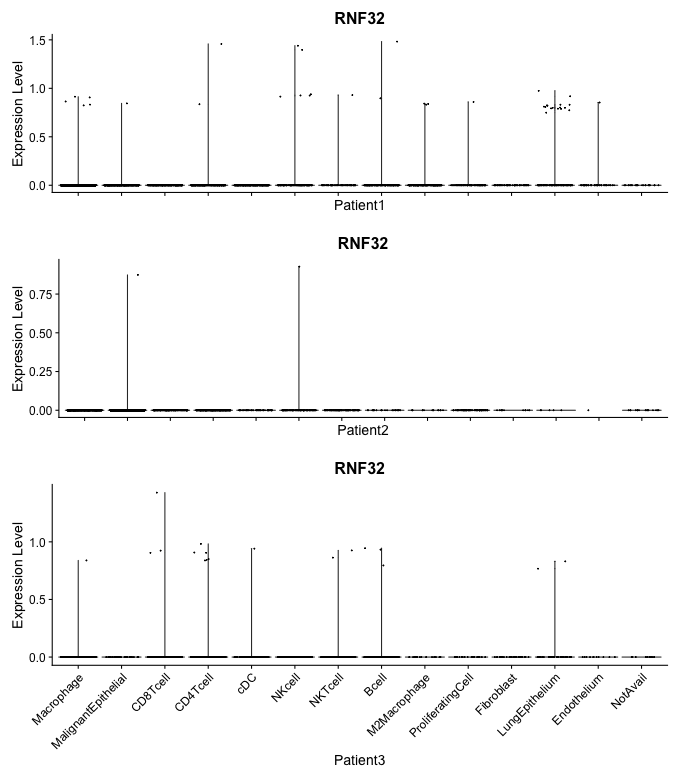 RNF32
Expression Level
1.5
1.0
0.5
0.0
Patient1
RNF32
Expression Level
0.75
0.50
0.25
0.00
Patient2
RNF32
Expression Level
1.0
0.5
0.0
Macrophage
MalignantEpithelial
CD8Tcell
CD4Tcell
cDC
NKcell
NKTcell
Bcell
M2Macrophage
ProliferatingCell
Fibroblast
LungEpithelium
Endothelium
NotAvail
Patient3